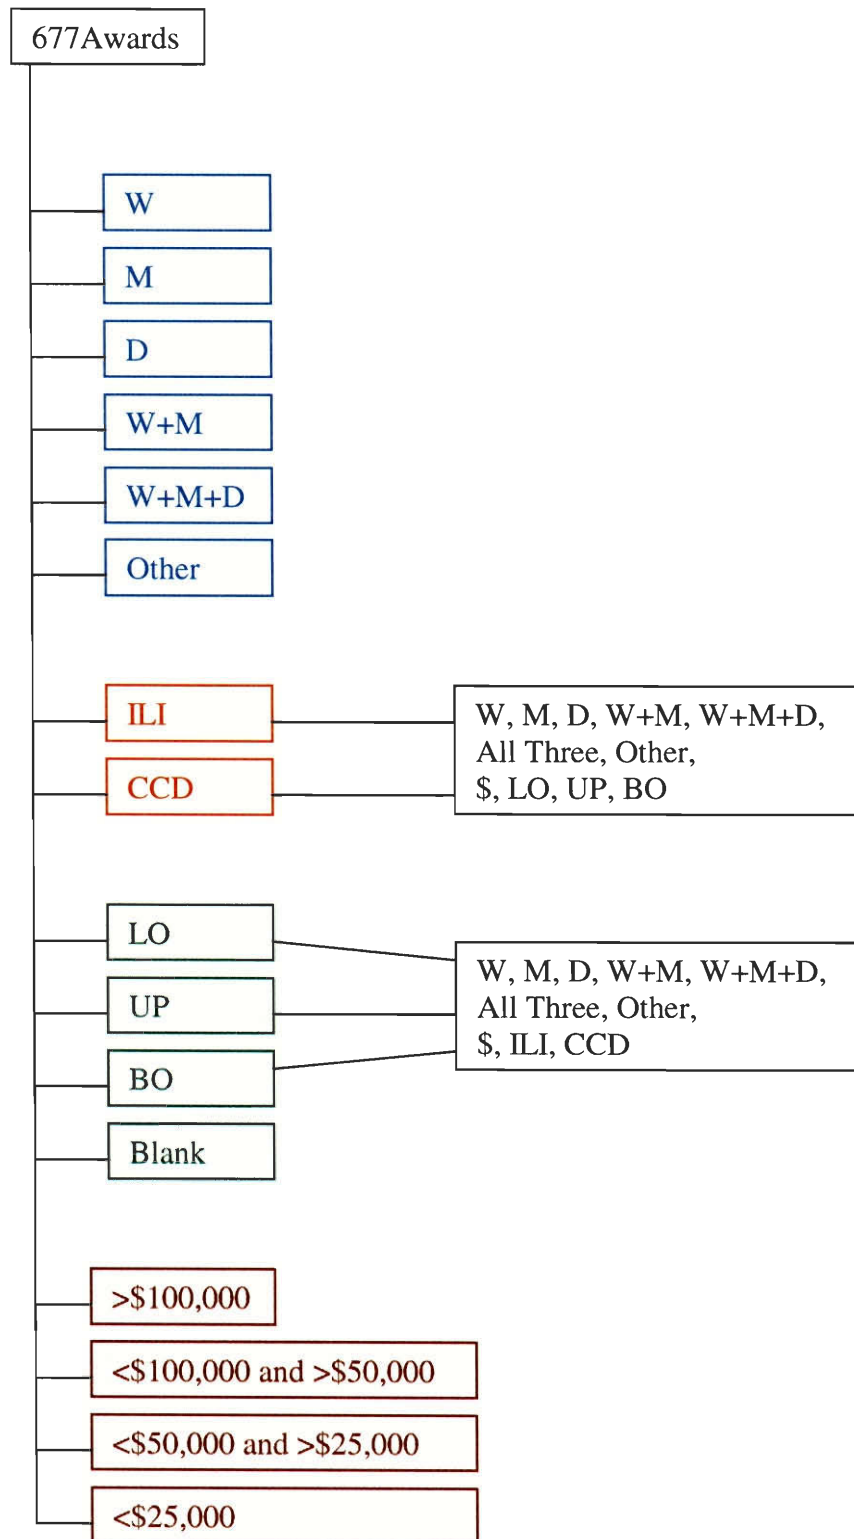 677Awards
W
M
D
W+M
W+M+D
Other
ILI
CCD
W, M, D, W+M, W+M+D,
All Three, Other,
$, LO, UP, BO
LO
UP
BO
Blank
W, M, D, W+M, W+M+D,
All Three, Other,
$, ILI, CCD
>$100,000
<$100,000 and >$50,000
<$50,000 and >$25,000
<$25,000